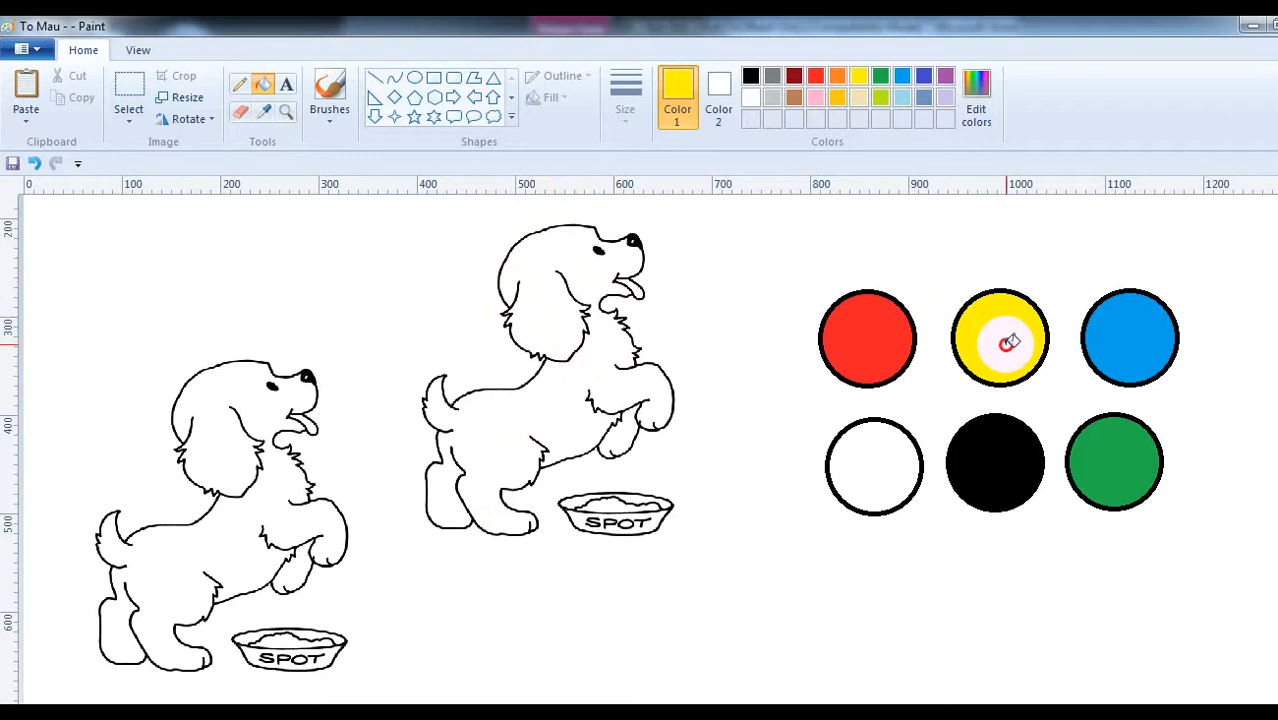 To Mau - - Paint
Home View
Paste
Cut
Copy
Clipboard
Select
Crop
Resize
Rotate
Image
A
Tools
Brushes
Outline
Fill
Shapes
Size
Color 1
Color 2
Edit colors
Colors
0 100 200 300 400 500 600 700 800 900 1000 1100 1200
200
300
400
500
600
SPOT
SPOT